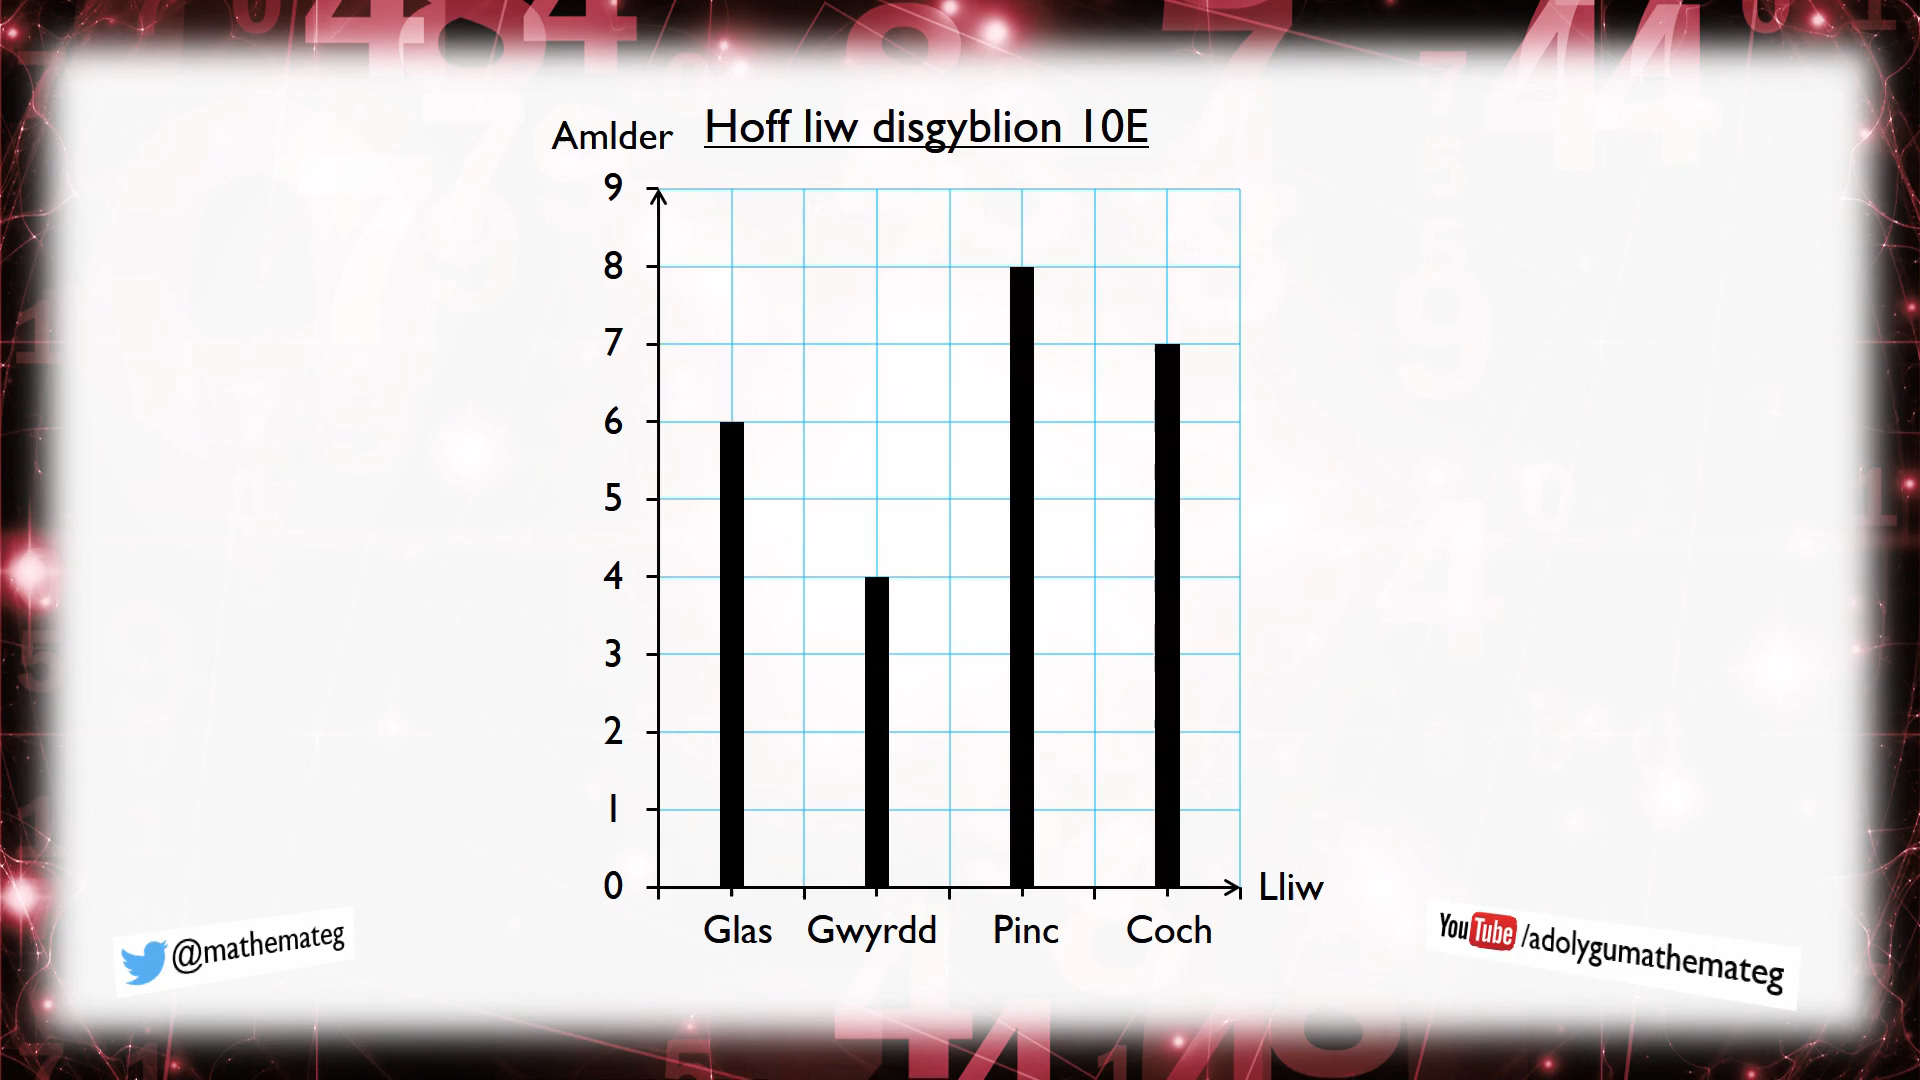 Amlder
Hoff liw disgyblion 10E
9
8
7
6
5
4
3
2
1
0
Lliw
Glas Gwyrdd Pinc Coch
@mathemateg
YouTube /adolygumathemateg